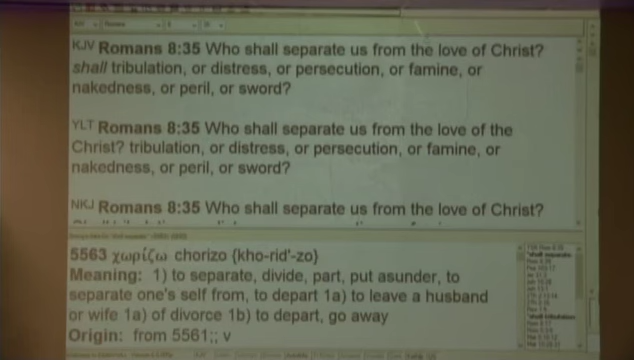 KJV Romans 8:35 Who shall separate us from the love of Christ?
shall tribulation, or distress, or persecution, or famine, or
nakedness, or peril, or sword?
YLT Romans 8:35 Who shall separate us from the love of the
Christ? tribulation, or distress, or persecution, or famine, or
nakedness, or peril, or sword?
NKJ Romans 8:35 Who shall separate us from the love of Christ?
5563 χωρίζω chorizo {kho-rid'-zo}
Meaning: 1) to separate, divide, part, put asunder, to
separate one's self from, to depart 1a) to leave a husband
or wife 1a) of divorce 1b) to depart, go away
Origin: from 5561;; v